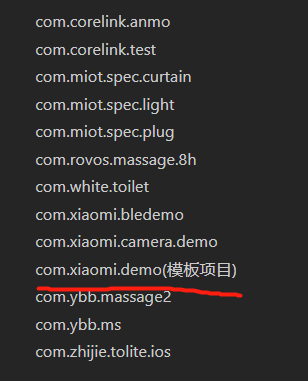 com.corelink.anmo
com.corelink.test
com.miot.spec.curtain
com.miot.spec.light
com.miot.spec.plug
com.rovos.massage.8h
com.white.toilet
com.xiaomi.bledemo
com.xiaomi.camera.demo
com.xiaomi.demo(模板项目)
com.ybb.massage2
com.ybb.ms
com.zhijie.tolite.ios